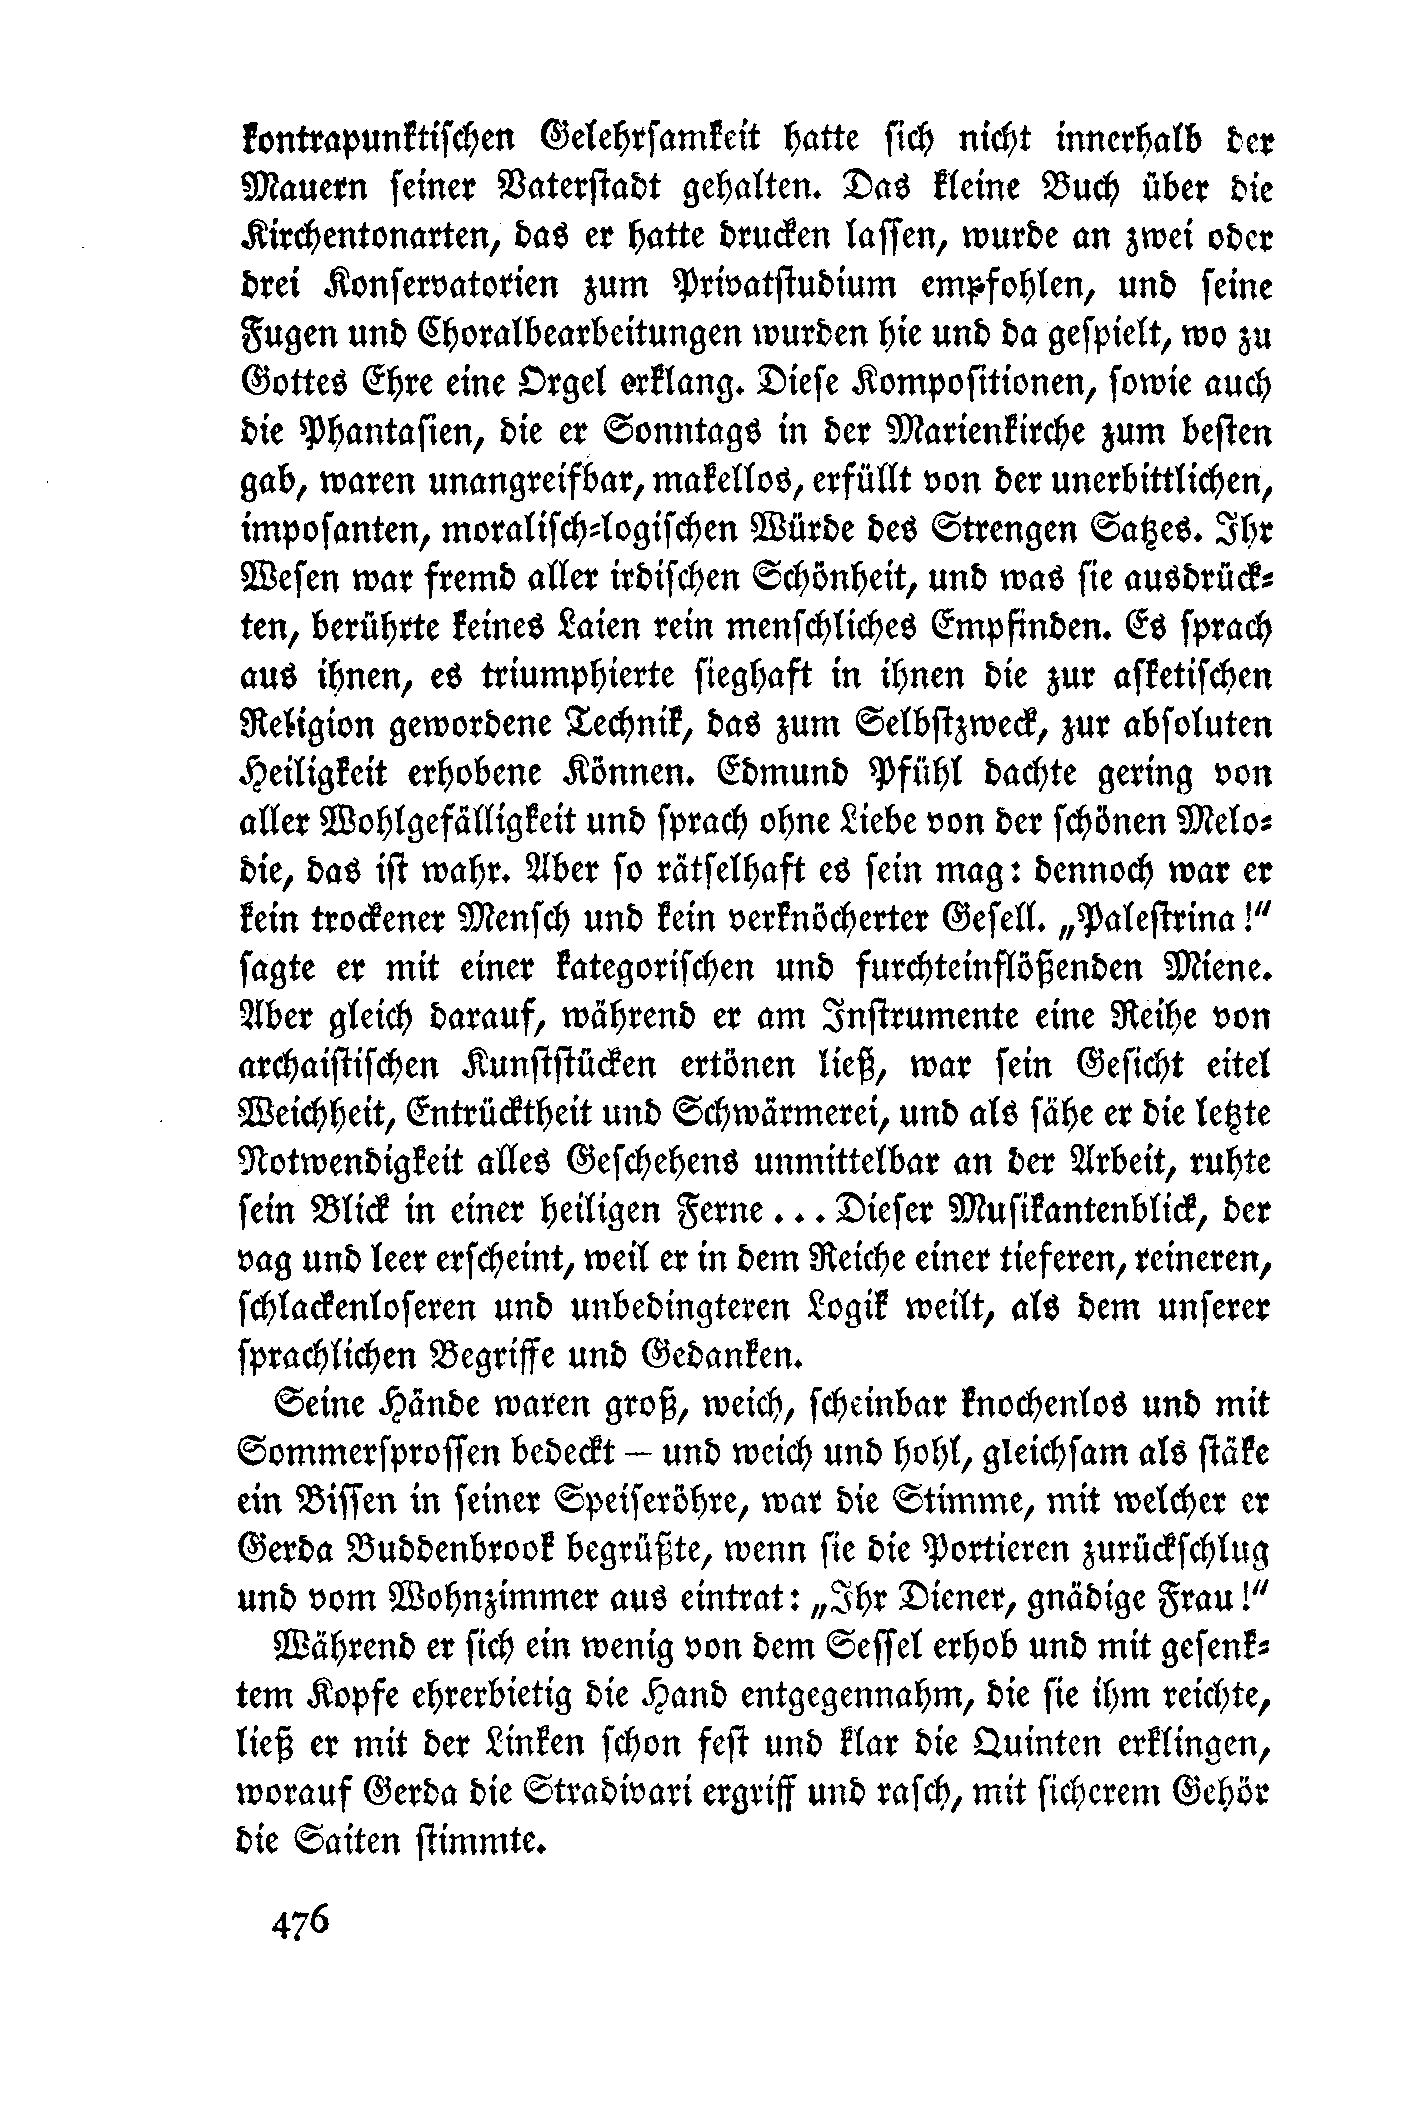 kontrapunktischen Gelehrsamkeit hatte sich nicht innerhalb der
Mauern seiner Vaterstadt gehalten. Das kleine Buch über die
Kirchentonarten, das er hatte drucken lassen, wurde an zwei oder
drei Konservatorien zum Privatstudium empfohlen, und seine
Fugen und Choralbearbeitungen wurden hie und da gespielt, wo zu
Gottes Ehre eine Orgel erklang. Diese Kompositionen, sowie auch
die Phantasien, die er Sonntags in der Marienkirche zum besten
gab, waren unangreifbar, makellos, erfüllt von der unerbittlichen,
imposanten, moralisch-logischen Würde des Strengen Satzes. Ihr
Wesen war fremd aller irdischen Schönheit, und was sie ausdrück-
ten, berührte keines Laien rein menschliches Empfinden. Es sprach
aus ihnen, es triumphierte sieghaft in ihnen die zur asketischen
Religion gewordene Technik, das zum Selbstzweck, zur absoluten
Heiligkeit erhobene Können. Edmund Pfühl dachte gering von
aller Wohlgefälligkeit und sprach ohne Liebe von der schönen Melo-
die, das ist wahr. Aber so rätselhaft es sein mag: dennoch war er
kein trockener Mensch und kein verknöcherter Gesell. „Palestrina!“
sagte er mit einer kategorischen und furchteinflößenden Miene.
Aber gleich darauf, während er am Instrumente eine Reihe von
archaistischen Kunststücken ertönen ließ, war sein Gesicht eitel
Weichheit, Entrücktheit und Schwärmerei, und als sähe er die letzte
Notwendigkeit alles Geschehens unmittelbar an der Arbeit, ruhte
sein Blick in einer heiligen Ferne ... Dieser Musikantenblick, der
vag und leer erscheint, weil er in dem Reiche einer tieferen, reineren,
schlackenloseren und unbedingteren Logik weilt, als dem unserer
sprachlichen Begriffe und Gedanken.
Seine Hände waren groß, weich, scheinbar knochenlos und mit
Sommersprossen bedeckt — und weich und hohl, gleichsam als stäke
ein Bissen in seiner Speiseröhre, war die Stimme, mit welcher er
Gerda Buddenbrook begrüßte, wenn sie die Portieren zurückschlug
und vom Wohnzimmer aus eintrat: „Ihr Diener, gnädige Frau!“
Während er sich ein wenig von dem Sessel erhob und mit gesenk-
tem Kopfe ehrerbietig die Hand entgegennahm, die sie ihm reichte,
ließ er mit der Linken schon fest und klar die Quinten erklingen,
worauf Gerda die Stradivari ergriff und rasch, mit sicherem Gehör
die Saiten stimmte.
476